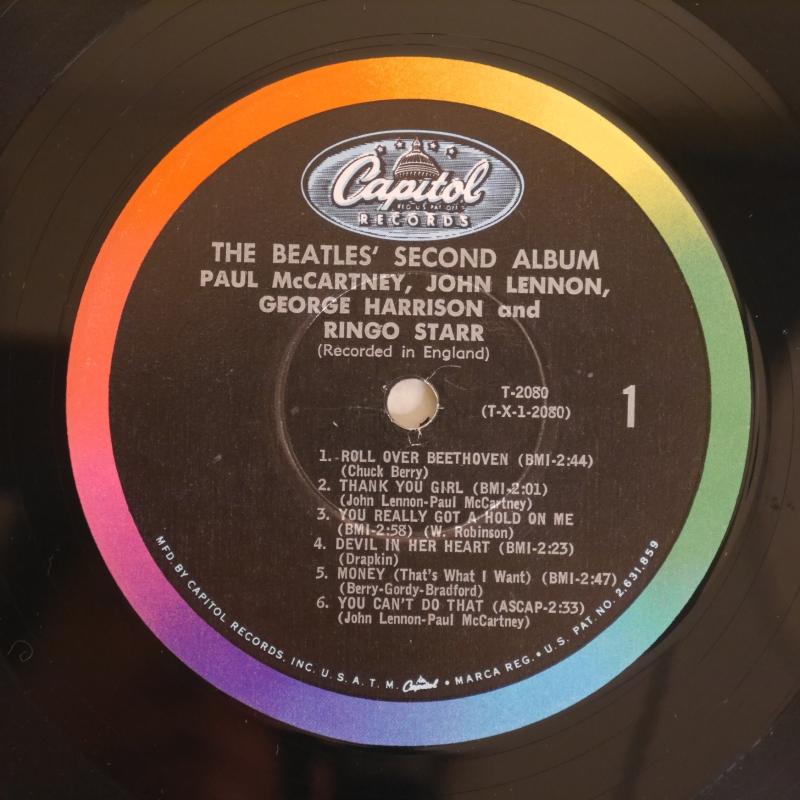 Capitol
REG. U.S. PAT. OFF.
RECORDS
THE BEATLES' SECOND ALBUM
PAUL McCARTNEY, JOHN LENNON,
GEORGE HARRISON and
RINGO STARR
(Recorded in England)
T-2080
(T-X-1-2080)
1
1. ROLL OVER BEETHOVEN (BMI-2:44)
(Chuck Berry)
2. THANK YOU GIRL (BMI-2:01)
(John Lennon-Paul McCartney)
3. YOU REALLY GOT A HOLD ON ME
(BMI-2:58) (W. Robinson)
4. DEVIL IN HER HEART (BMI-2:23)
(Drapkin)
5. MONEY (That's What I Want) (BMI-2:47)
(Berry-Gordy-Bradford)
6. YOU CAN'T DO THAT (ASCAP-2:33)
(John Lennon-Paul McCartney)
MFD. BY CAPITOL RECORDS, INC. U. S. A. T. M. Capitol • MARCA REG. • U. S. PAT. NO. 2,631,859